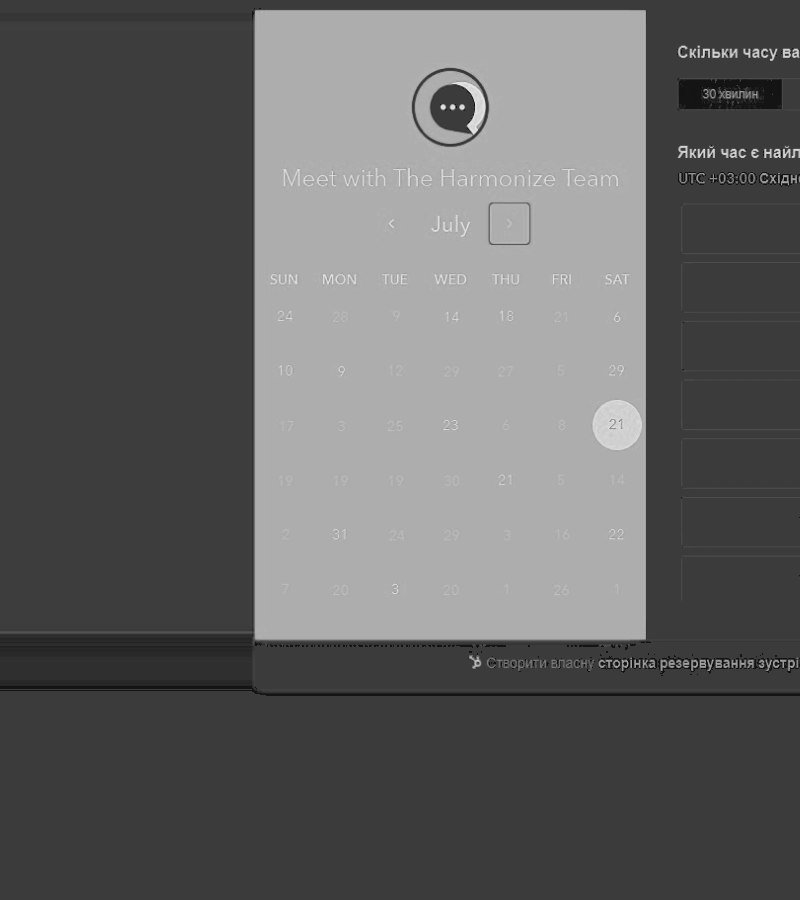 Meet with The Harmonize Team
July
SUN MON TUE WED THU FRI SAT
24 28 9 14 18 21 6
10 9 12 29 27 5 29
17 3 25 23 6 8 21
19 19 19 30 21 5 14
2 31 24 29 3 16 22
7 20 3 20 1 26
Скільки часу ва
30 хвилин
Який час є найл
UTC +03:00 Східн
Створити власну сторінка резервування зустрі